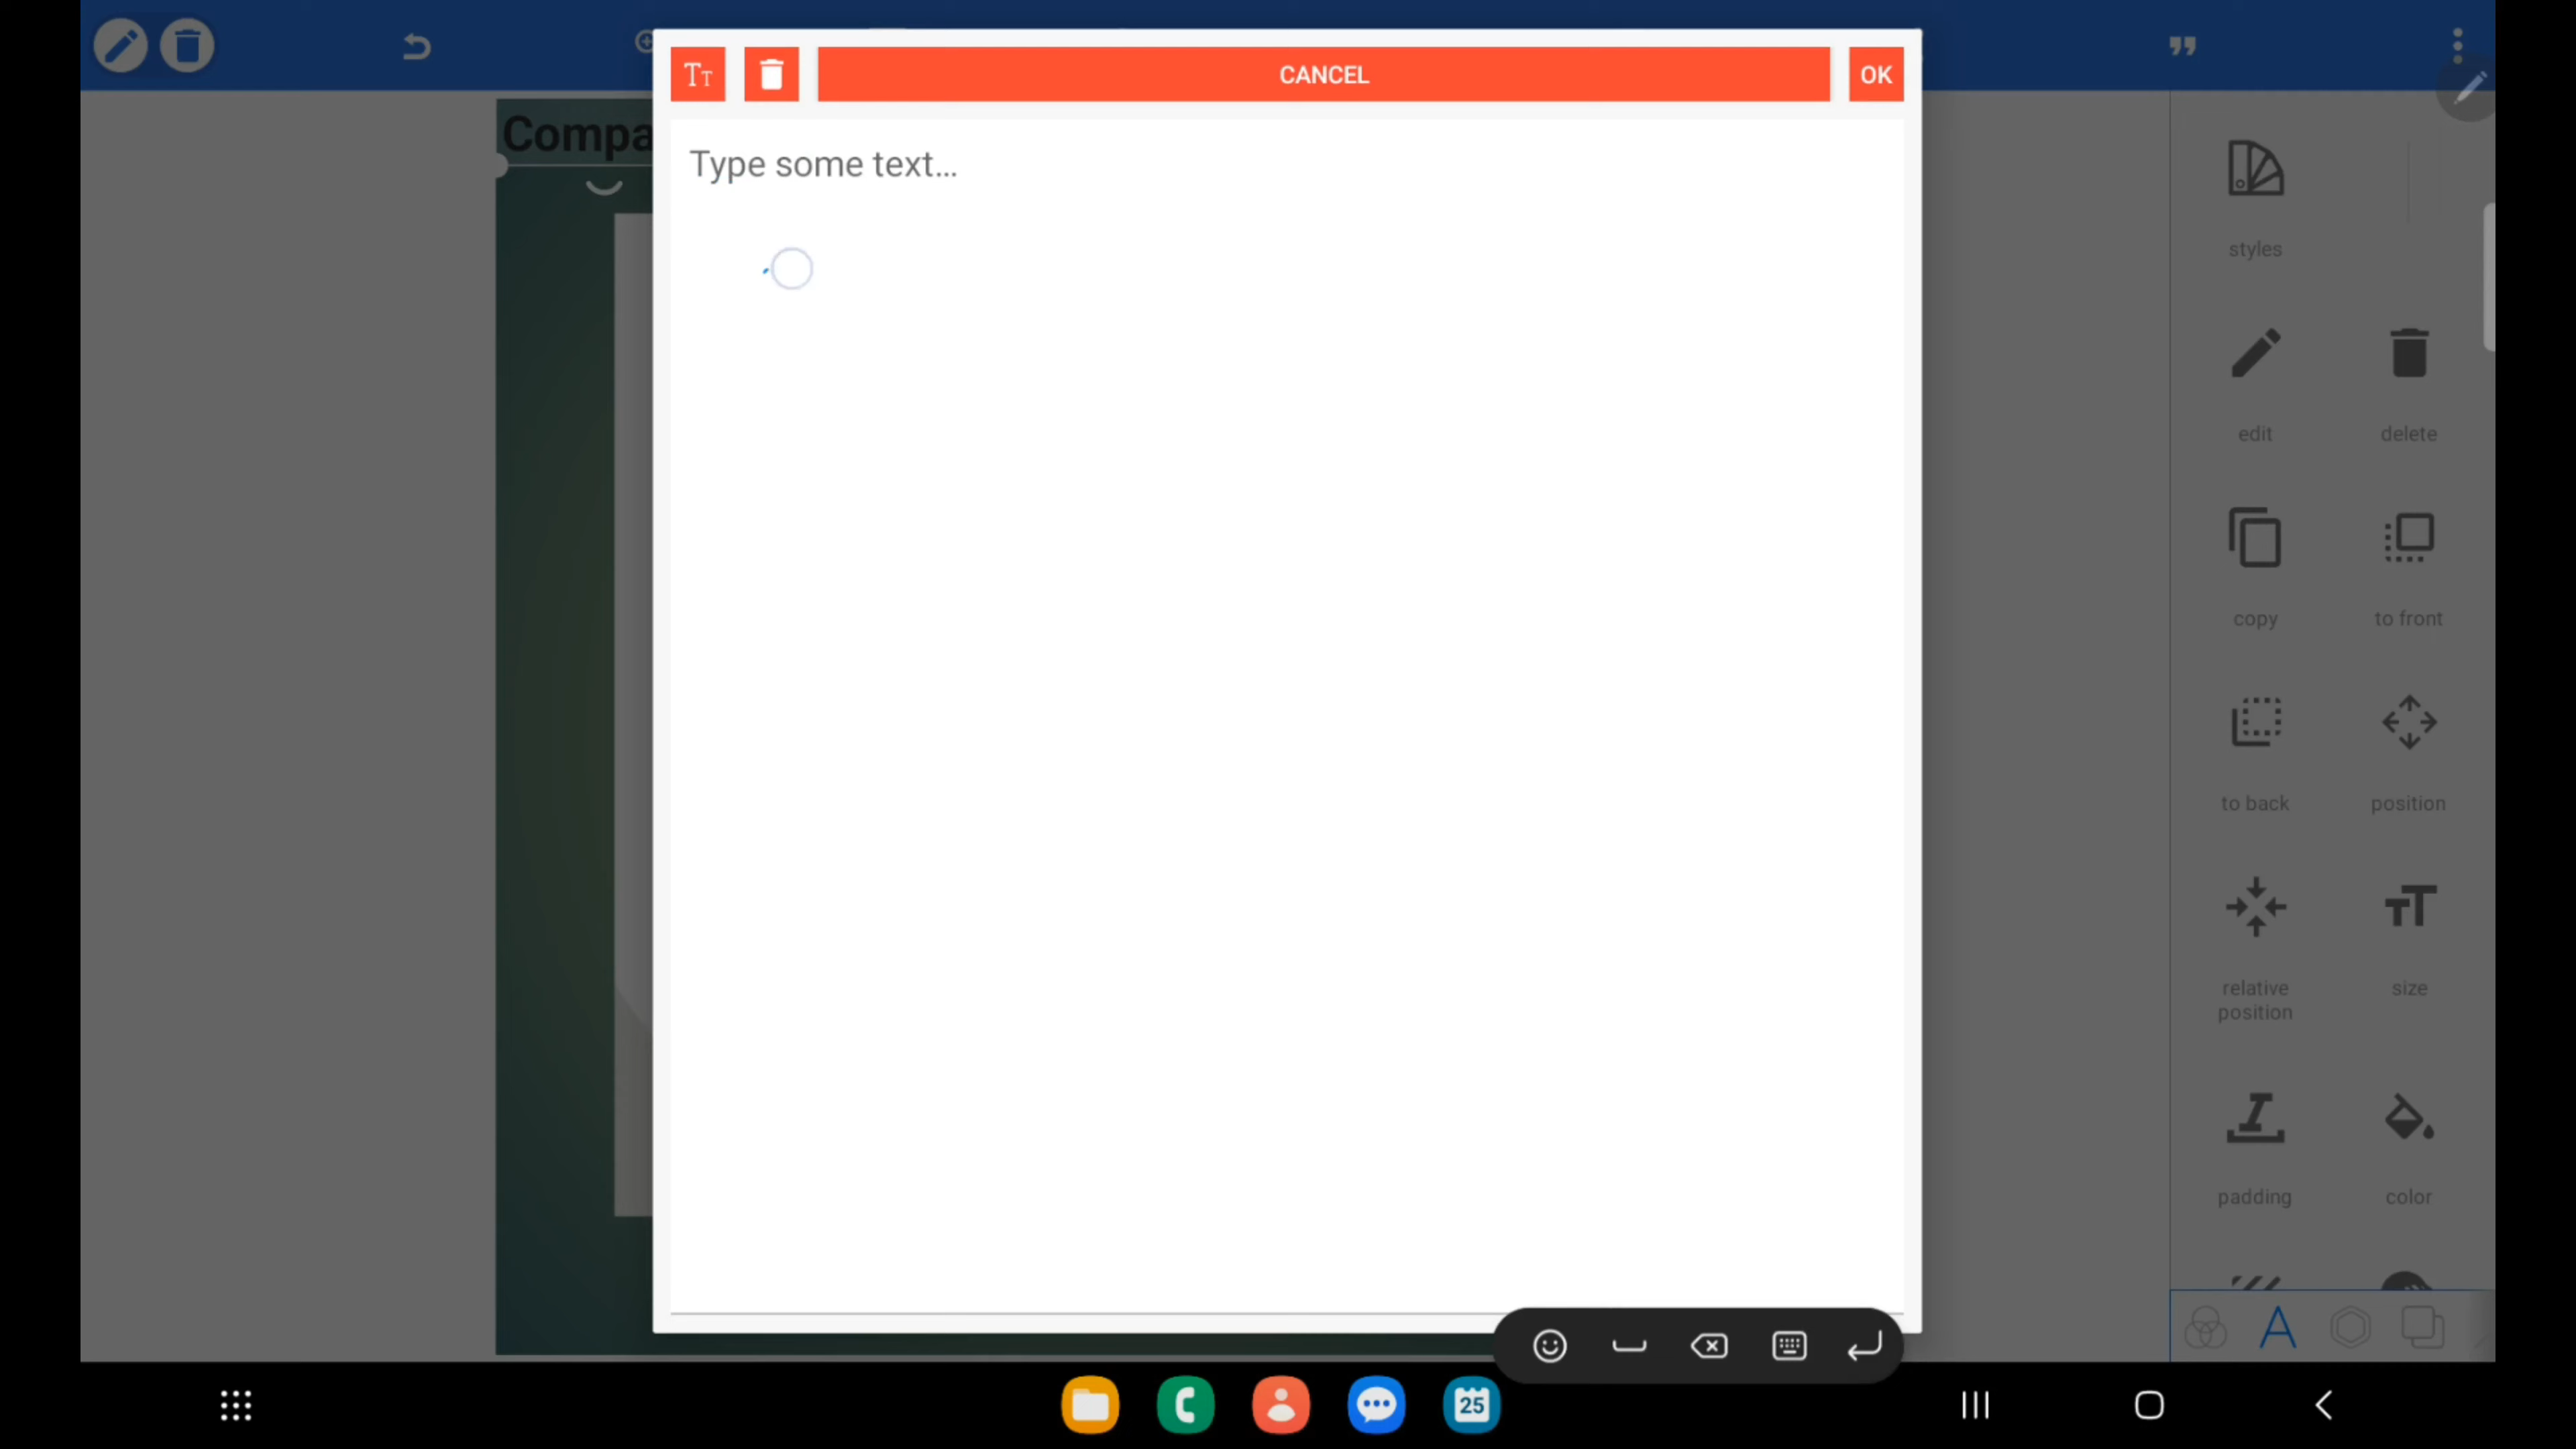 Compa
Tт
CANCEL
OK
Type some text...
styles
edit
delete
copy
to front
to back
position
relative
position
size
padding
color
A
25